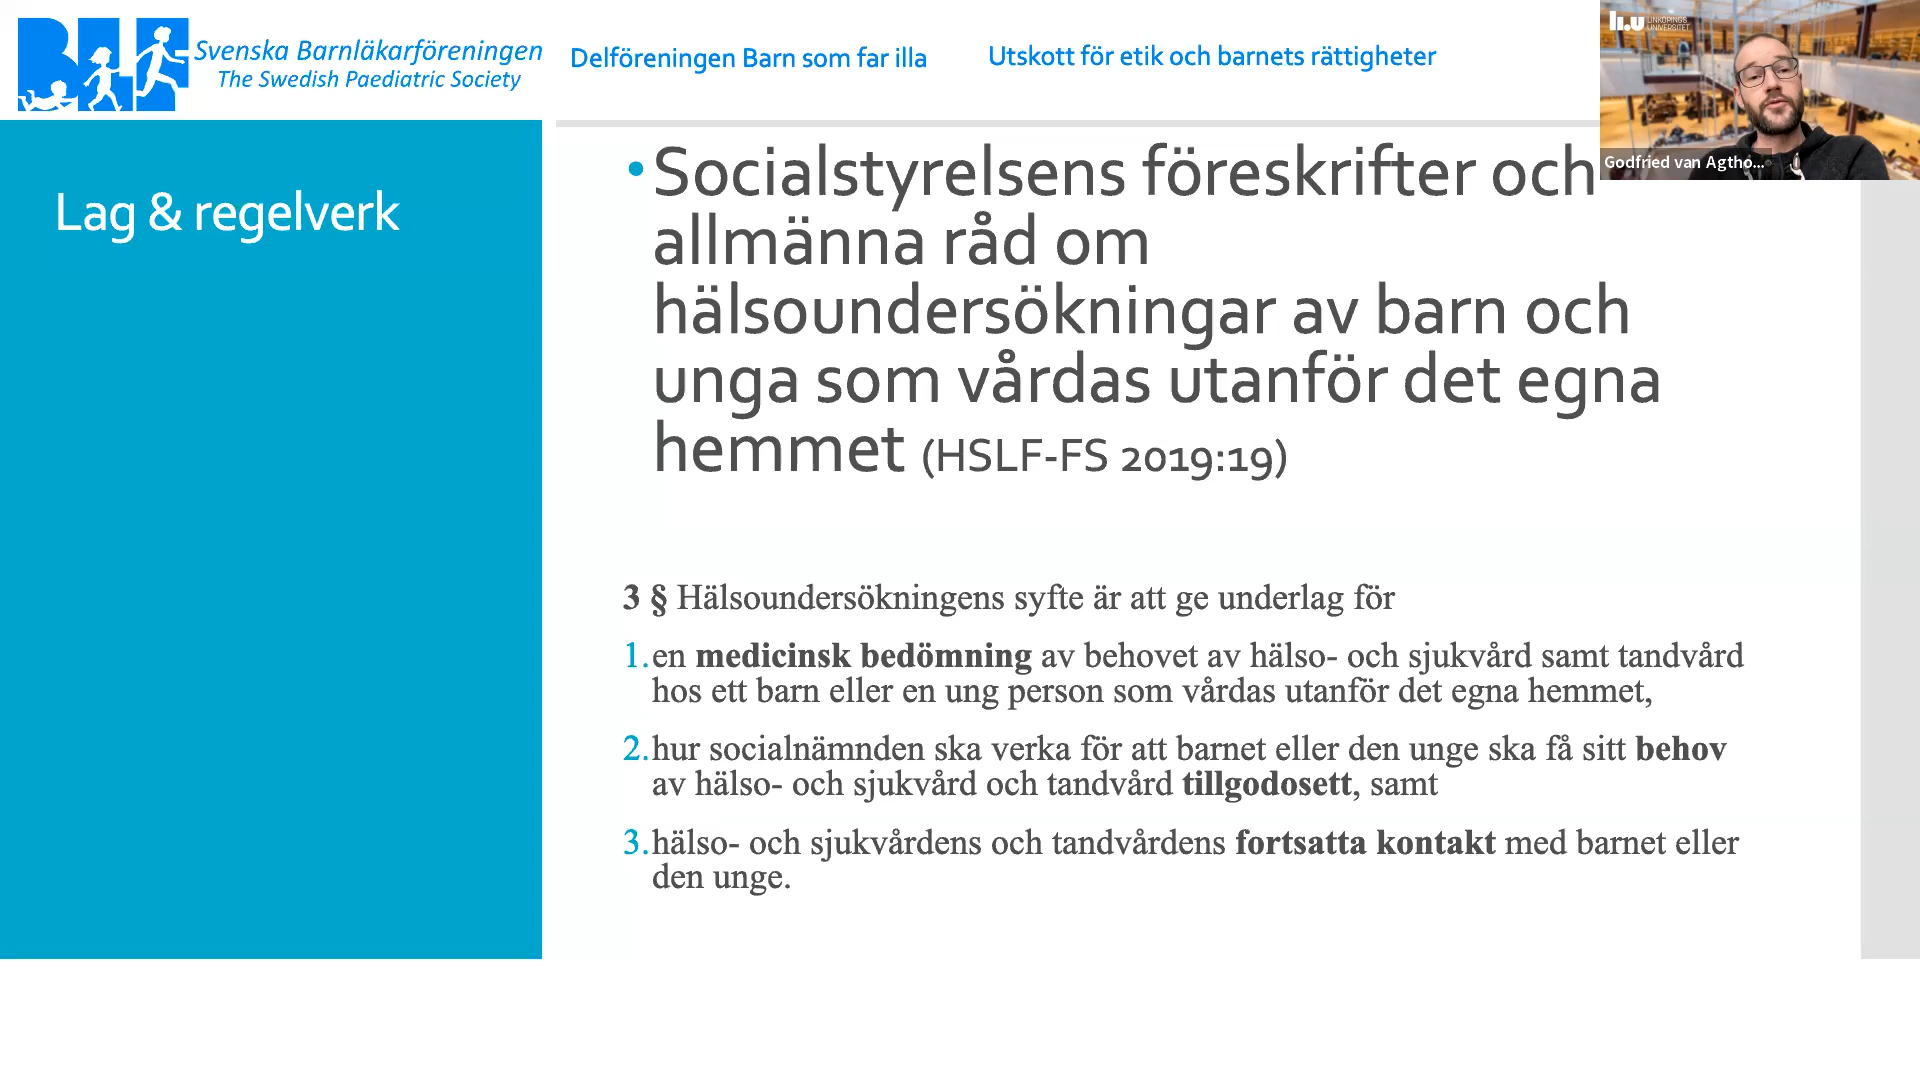 Svenska Barnläkarföreningen
The Swedish Paediatric Society
Delföreningen Barn som far illa
Utskott för etik och barnets rättigheter
LINKÖPINGS
UNIVERSITET
Godfried van Agtho...
Lag & regelverk
• Socialstyrelsens föreskrifter och
allmänna råd om
hälsoundersökningar av barn och
unga som vårdas utanför det egna
hemmet (HSLF-FS 2019:19)
3 § Hälsoundersökningens syfte är att ge underlag för
1. en medicinsk bedömning av behovet av hälso- och sjukvård samt tandvård
hos ett barn eller en ung person som vårdas utanför det egna hemmet,
2. hur socialnämnden ska verka för att barnet eller den unge ska få sitt behov
av hälso- och sjukvård och tandvård tillgodosett, samt
3. hälso- och sjukvårdens och tandvårdens fortsatta kontakt med barnet eller
den unge.